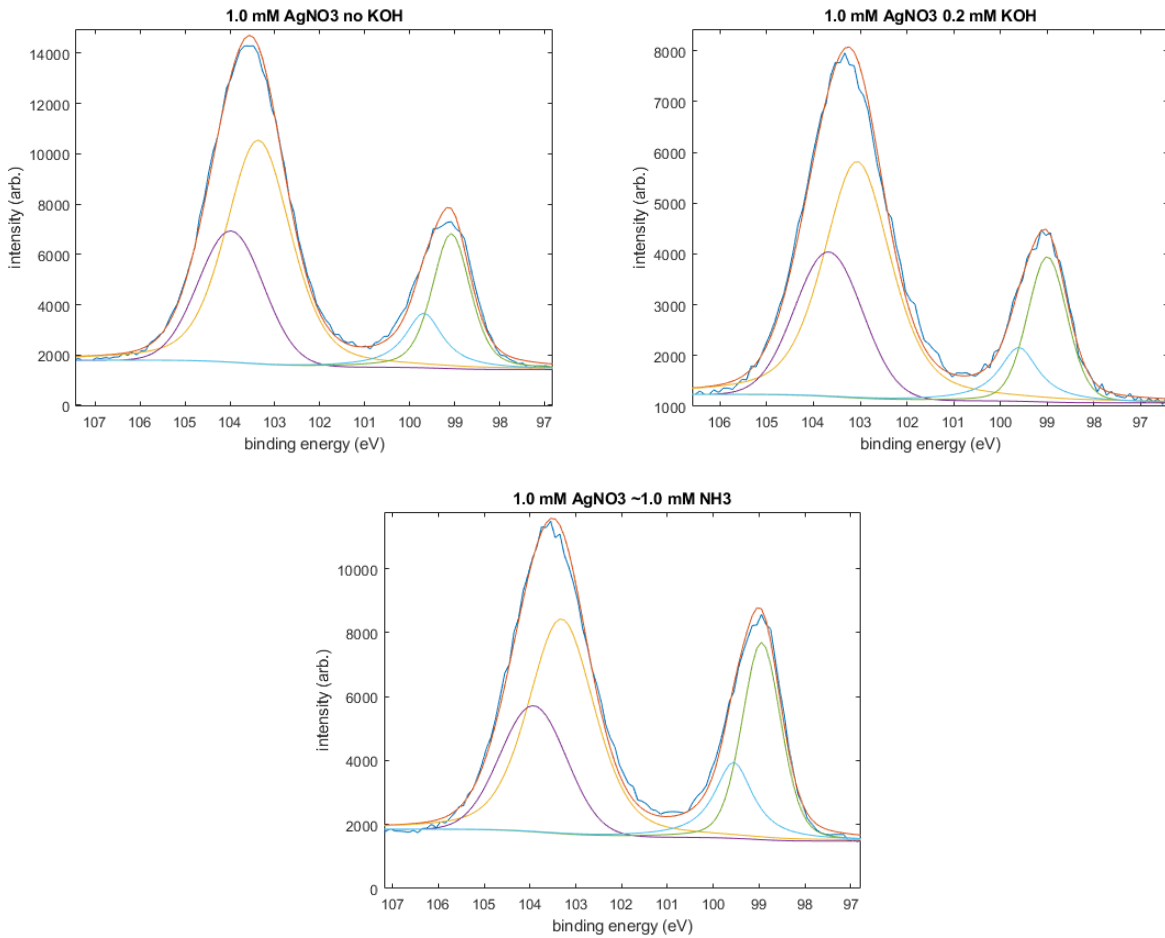 1.0 mM AgNO3 no KOH
intensity (arb.)
14000
12000
10000
8000
6000
4000
2000
0
107 106 105 104 103 102 101 100 99 98 97
binding energy (eV)
1.0 mM AgNO3 0.2 mM KOH
intensity (arb.)
8000
7000
6000
5000
4000
3000
2000
1000
106 105 104 103 102 101 100 99 98 97
binding energy (eV)
1.0 mM AgNO3 ~1.0 mM NH3
intensity (arb.)
10000
8000
6000
4000
2000
0
107 106 105 104 103 102 101 100 99 98 97
binding energy (eV)